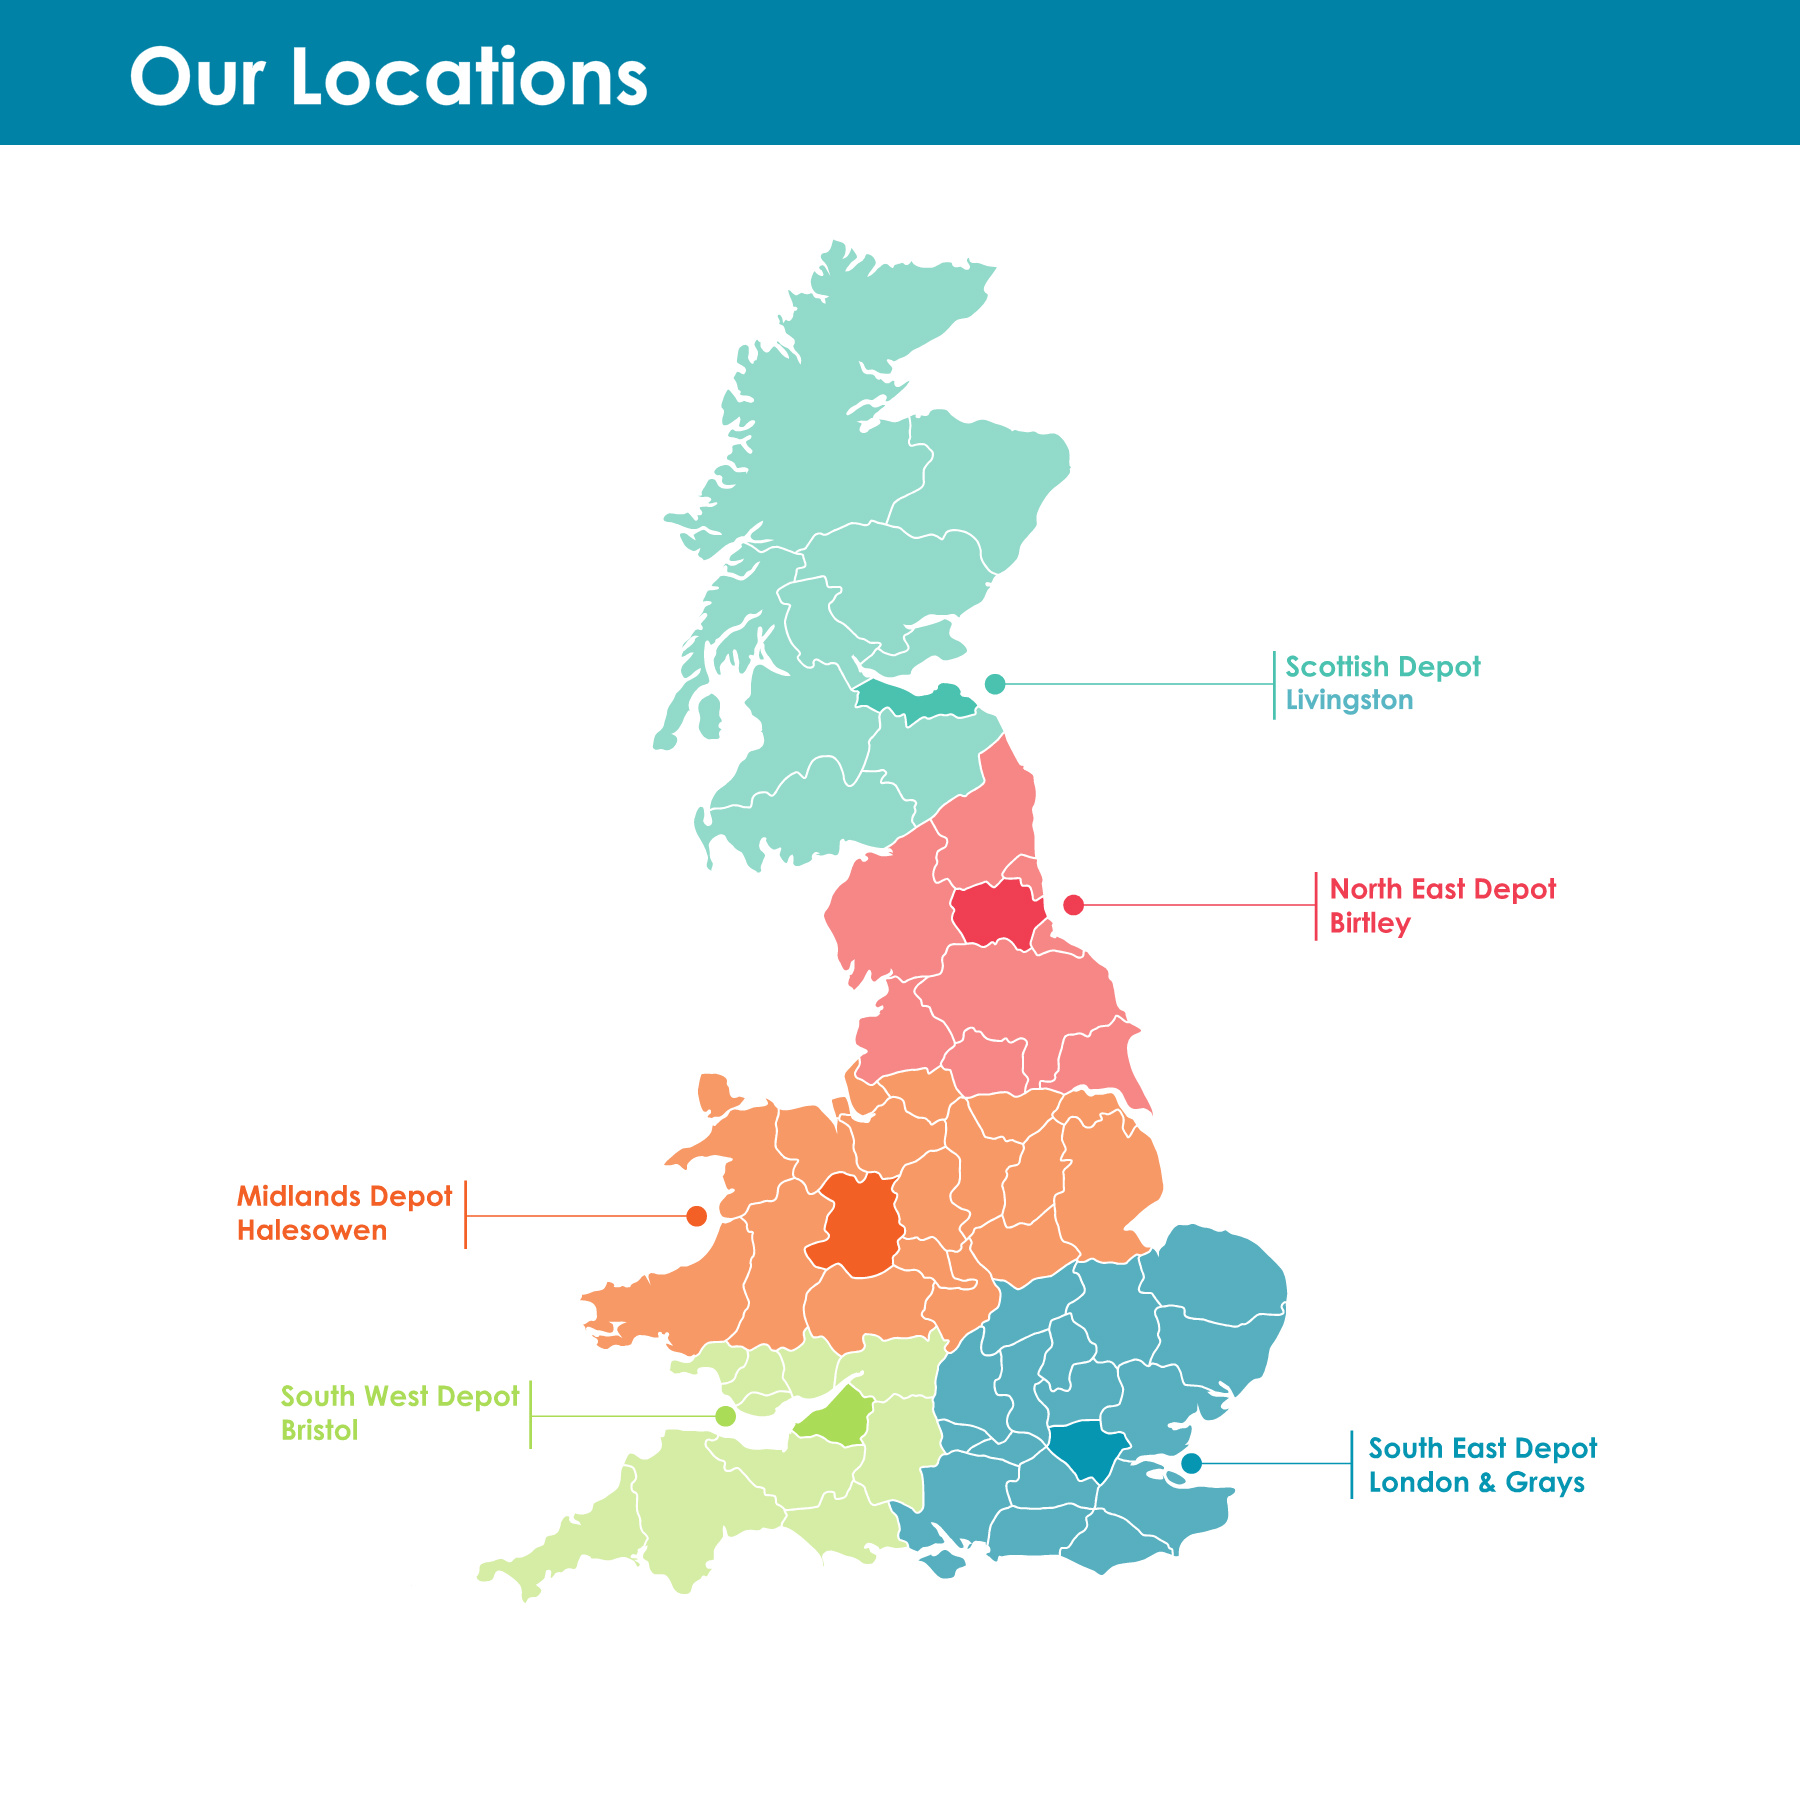 Our Locations
Scottish Depot
Livingston
North East Depot
Birtley
Midlands Depot
Halesowen
South West Depot
Bristol
South East Depot
London & Grays